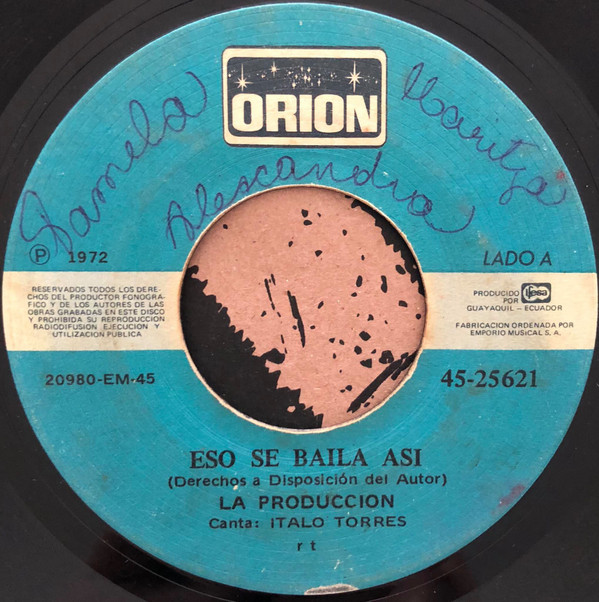 ORION
Pamela
Maritza
Alescandra
Ⓟ 1972
LADO A
RESERVADOS TODOS LOS DERE-
CHOS DEL PRODUCTOR FONOGRA-
FICO Y DE LOS AUTORES DE LAS
OBRAS GRABADAS EN ESTE DISCO
Y PROHIBIDA SU REPRODUCCION
RADIODIFUSION EJECUCION Y
UTILIZACION PUBLICA
PRODUCIDO
POR
ifesa
GUAYAQUIL - ECUADOR
FABRICACION ORDENADA POR
EMPORIO MUSICAL S. A.
20980-EM-45
45-25621
ESO SE BAILA ASI
(Derechos a Disposición del Autor)
LA PRODUCCION
Canta: ITALO TORRES
r t